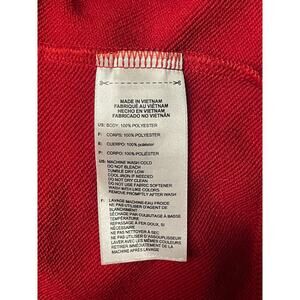 MADE IN VIETNAM
FABRIQUÉ AU VIÊTNAM
HECHO EN VIETNAM
FABRICADO NO VIETNAM
US: BODY: 100% POLYESTER
F: CORPS: 100% POLYESTER
E: CUERPO: 100% poliéster
P: CORPO: 100% POLIÉSTER
US: MACHINE WASH COLD
DO NOT BLEACH
TUMBLE DRY LOW
COOL IRON IF NEEDED
DO NOT DRY CLEAN
DO NOT USE FABRIC SOFTENER
WASH WITH LIKE COLORS
REMOVE PROMPTLY AFTER WASH
F: LAVAGE MACHINE-EAU FROIDE
NE PAS UTILISER D'AGENT DE
BLANCHIMENT
SÉCHAGE PAR CULBUTAGE À BASSE
TEMPÉRATURE
REPASSAGE À FER DOUX, SI
NÉCESSAIRE
NE PAS NETTOYER À SEC
NE PAS UTILISER D'ASSOUPLISSEUR
LAVER AVEC LES MÊMES COULEURS
RETIRER IMMÉDIATEMENT DE LA
MACHINE APRÈS LAVAGE